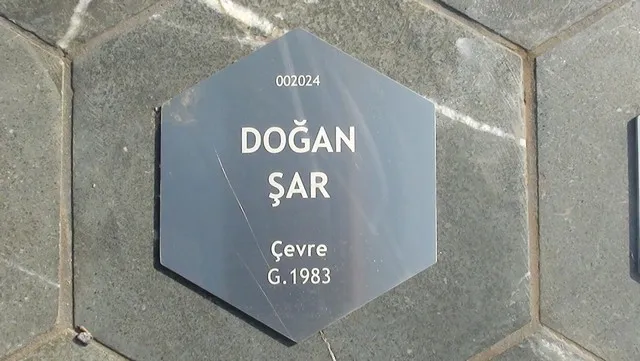 002024
DOĞAN
ŞAR
Çevre
G.1983